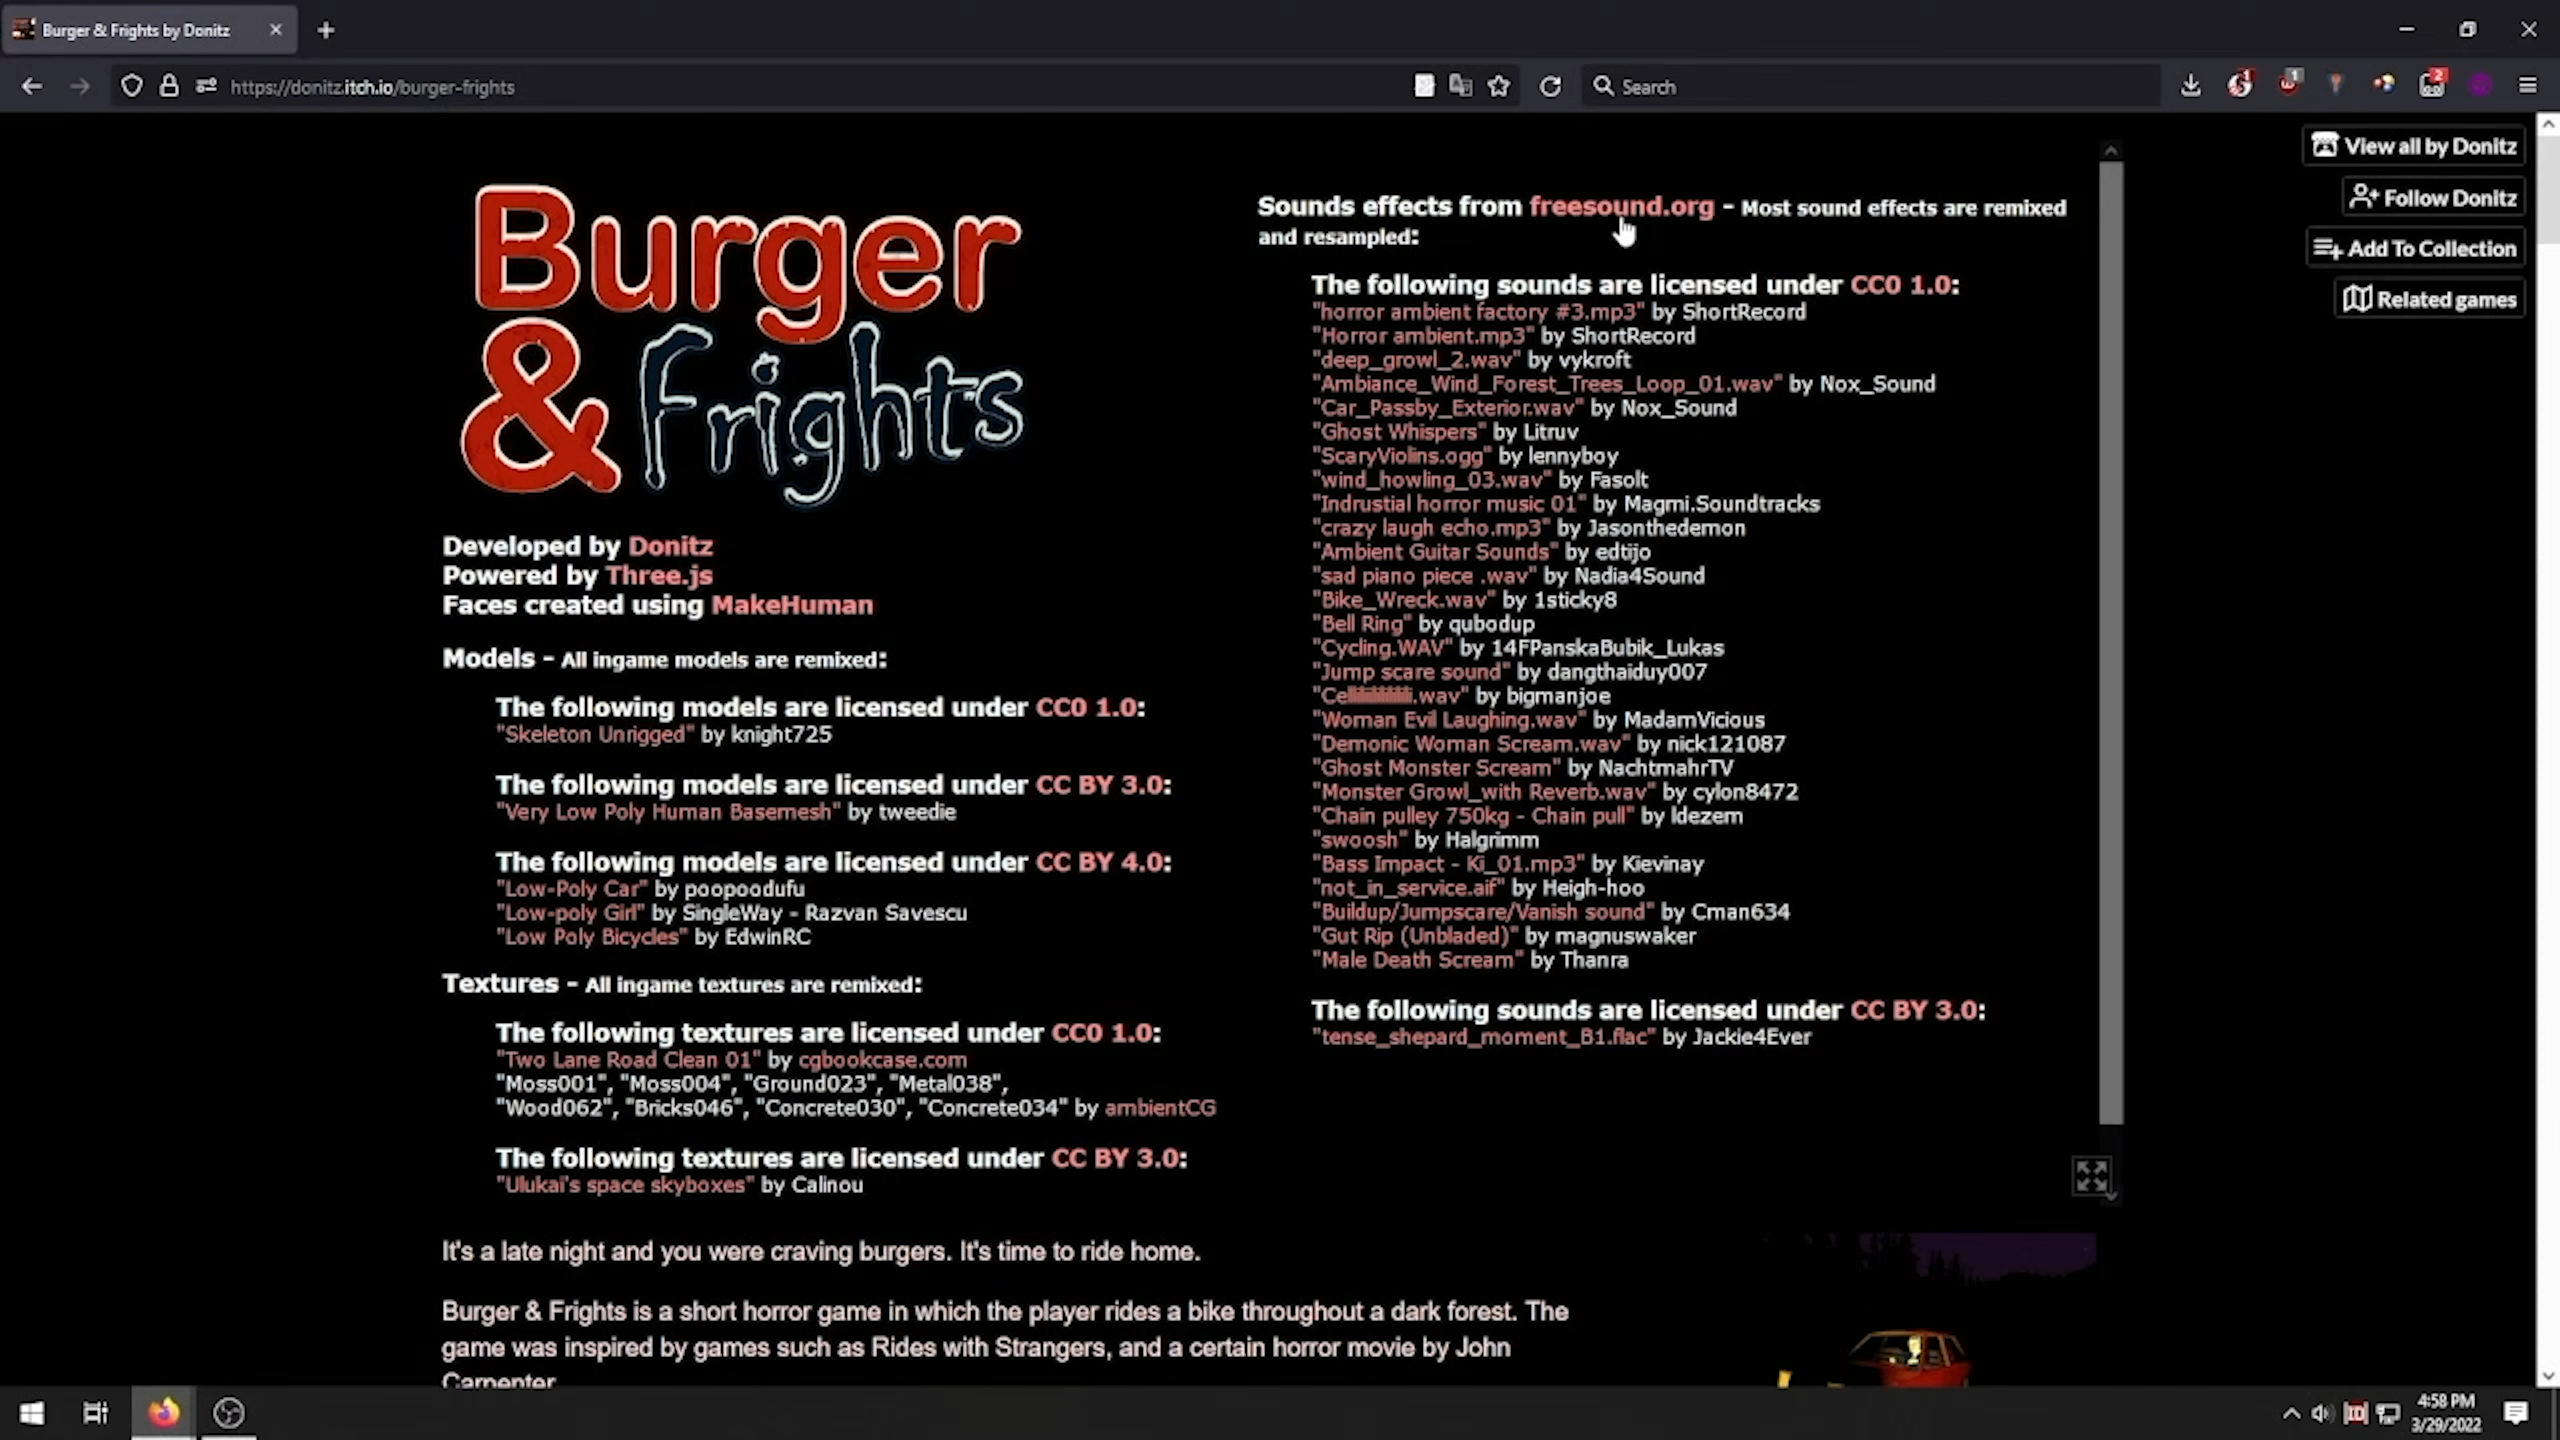 Burger & Frights by Donitz
https://donitz.itch.io/burger-frights
Search
View all by Donitz
Follow Donitz
Add To Collection
Related games
Burger
& Frights
Developed by Donitz
Powered by Three.js
Faces created using MakeHuman
Models - All ingame models are remixed:
The following models are licensed under CC0 1.0:
"Skeleton Unrigged" by knight725
The following models are licensed under CC BY 3.0:
"Very Low Poly Human Basemesh" by tweedie
The following models are licensed under CC BY 4.0:
"Low-Poly Car" by poopoodufu
"Low-poly Girl" by SingleWay - Razvan Savescu
"Low Poly Bicycles" by EdwinRC
Textures - All ingame textures are remixed:
The following textures are licensed under CC0 1.0:
"Two Lane Road Clean 01" by cgbookcase.com
"Moss001", "Moss004", "Ground023", "Metal038",
"Wood062", "Bricks046", "Concrete030", "Concrete034" by ambientCG
The following textures are licensed under CC BY 3.0:
"Ulukai's space skyboxes" by Calinou
Sounds effects from freesound.org - Most sound effects are remixed
and resampled:
The following sounds are licensed under CC0 1.0:
"horror ambient factory #3.mp3" by ShortRecord
"Horror ambient.mp3" by ShortRecord
"deep_growl_2.wav" by vykroft
"Ambiance_Wind_Forest_Trees_Loop_01.wav" by Nox_Sound
"Car_Passby_Exterior.wav" by Nox_Sound
"Ghost Whispers" by Litruv
"ScaryViolins.ogg" by lennyboy
"wind_howling_03.wav" by Fasolt
"Indrustial horror music 01" by Magmi.Soundtracks
"crazy laugh echo.mp3" by Jasonthedemon
"Ambient Guitar Sounds" by edtijo
"sad piano piece .wav" by Nadia4Sound
"Bike_Wreck.wav" by 1sticky8
"Bell Ring" by qubodup
"Cycling.WAV" by 14FPanskaBubik_Lukas
"Jump scare sound" by dangthaiduy007
by bigmanjoe
"Woman Evil Laughing.wav" by MadamVicious
"Demonic Woman Scream.wav" by nick121087
"Ghost Monster Scream" by NachtmahrTV
"Monster Growl_with Reverb.wav" by cylon8472
"Chain pulley 750kg - Chain pull" by ldezem
"swoosh" by Halgrimm
"Bass Impact - Ki_01.mp3" by Kievinay
"not_in_service.aif" by Heigh-hoo
"Buildup/Jumpscare/Vanish sound" by Cman634
"Gut Rip (Unbladed)" by magnuswaker
"Male Death Scream" by Thanra
The following sounds are licensed under CC BY 3.0:
"tense_shepard_moment_B1.flac" by Jackie4Ever
It's a late night and you were craving burgers. It's time to ride home.
Burger & Frights is a short horror game in which the player rides a bike throughout a dark forest. The
game was inspired by games such as Rides with Strangers, and a certain horror movie by John
Carpenter
4:58 PM
3/29/2022